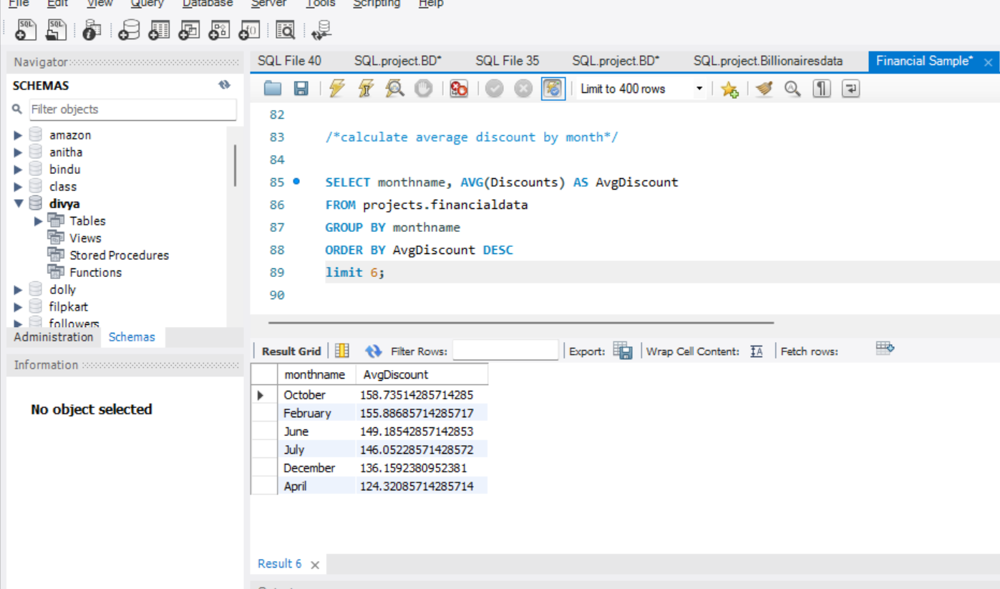 File Edit View Query Database Server Tools Scripting Help
SQL SQL
Navigator
SCHEMAS
Filter objects
amazon
anitha
bindu
class
divya
Tables
Views
Stored Procedures
Functions
dolly
filpkart
followers
Administration Schemas
Information
No object selected
SQL File 40 SQL.project.BD* SQL File 35 SQL.project.BD* SQL.project.Billionairesdata Financial Sample*
Limit to 400 rows
82
83 /*calculate average discount by month*/
84
85 SELECT monthname, AVG(Discounts) AS AvgDiscount
86 FROM projects.financialdata
87 GROUP BY monthname
88 ORDER BY AvgDiscount DESC
89 limit 6;
90
Result Grid Filter Rows: Export: Wrap Cell Content: Fetch rows:
monthname AvgDiscount
October 158.73514285714285
February 155.88685714285717
June 149.18542857142853
July 146.05228571428572
December 136.1592380952381
April 124.32085714285714
Result 6